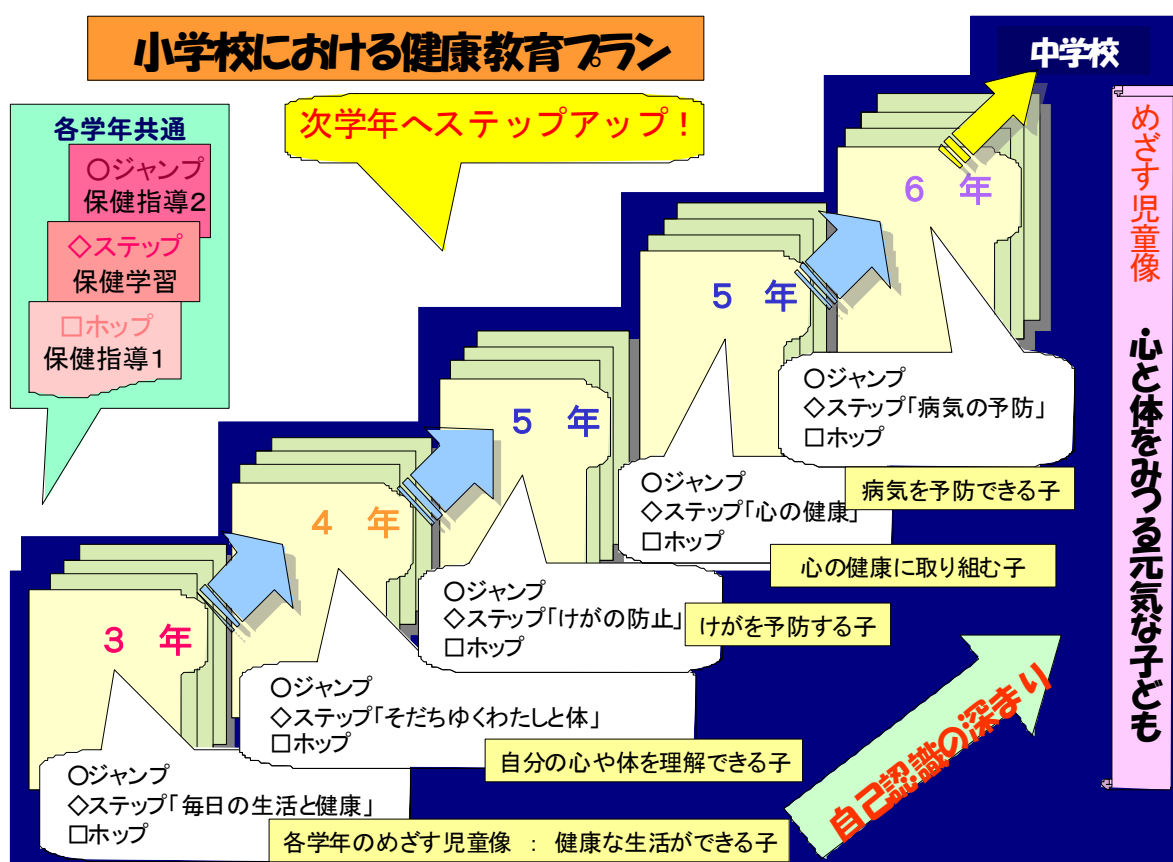 小学校における健康教育プラン
中学校
各学年共通
○ジャンプ
保健指導2
◇ステップ
保健学習
□ホップ
保健指導1
次学年へステップアップ！
めざす児童像
心と体をみつる元気な子ども
6 年
○ジャンプ
◇ステップ「病気の予防」
□ホップ
病気を予防できる子
5 年
○ジャンプ
◇ステップ「心の健康」
□ホップ
心の健康に取り組む子
5 年
○ジャンプ
◇ステップ「けがの防止」
□ホップ
けがを予防する子
4 年
○ジャンプ
◇ステップ「そだちゆくわたしと体」
□ホップ
自分の心や体を理解できる子
3 年
○ジャンプ
◇ステップ「毎日の生活と健康」
□ホップ
各学年のめざす児童像 ： 健康な生活ができる子
自己認識の深まり